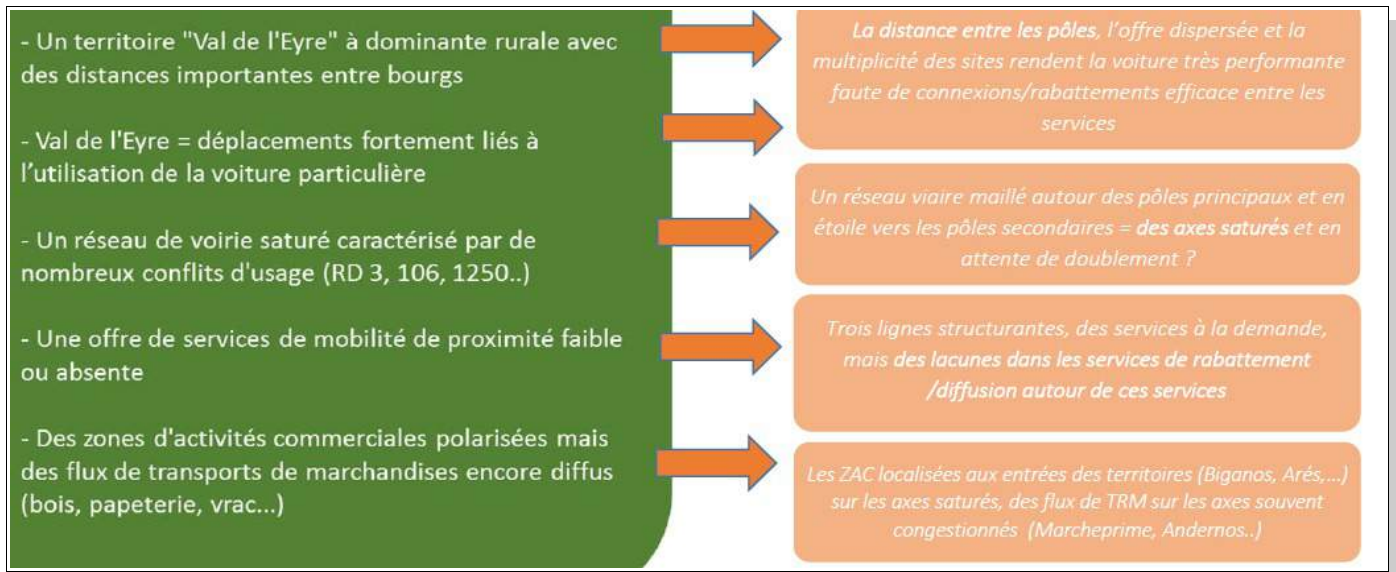 - Un territoire "Val de l'Eyre" à dominante rurale avec
des distances importantes entre bourgs
- Val de l'Eyre = déplacements fortement liés à
l'utilisation de la voiture particulière
- Un réseau de voirie saturé caractérisé par de
nombreux conflits d'usage (RD 3, 106, 1250..)
- Une offre de services de mobilité de proximité faible
ou absente
- Des zones d'activités commerciales polarisées mais
des flux de transports de marchandises encore diffus
(bois, papeterie, vrac...)
La distance entre les pôles, l'offre dispersée et la
multiplicité des sites rendent la voiture très performante
faute de connexions/rabattements efficace entre les
services
Un réseau viaire maillé autour des pôles principaux et en
étoile vers les pôles secondaires = des axes saturés et en
attente de doublement ?
Trois lignes structurantes, des services à la demande,
mais des lacunes dans les services de rabattement
/diffusion autour de ces services
Les ZAC localisées aux entrées des territoires (Biganos, Arés,...)
sur les axes saturés, des flux de TRM sur les axes souvent
congestionnés (Marcheprime, Andernos..)